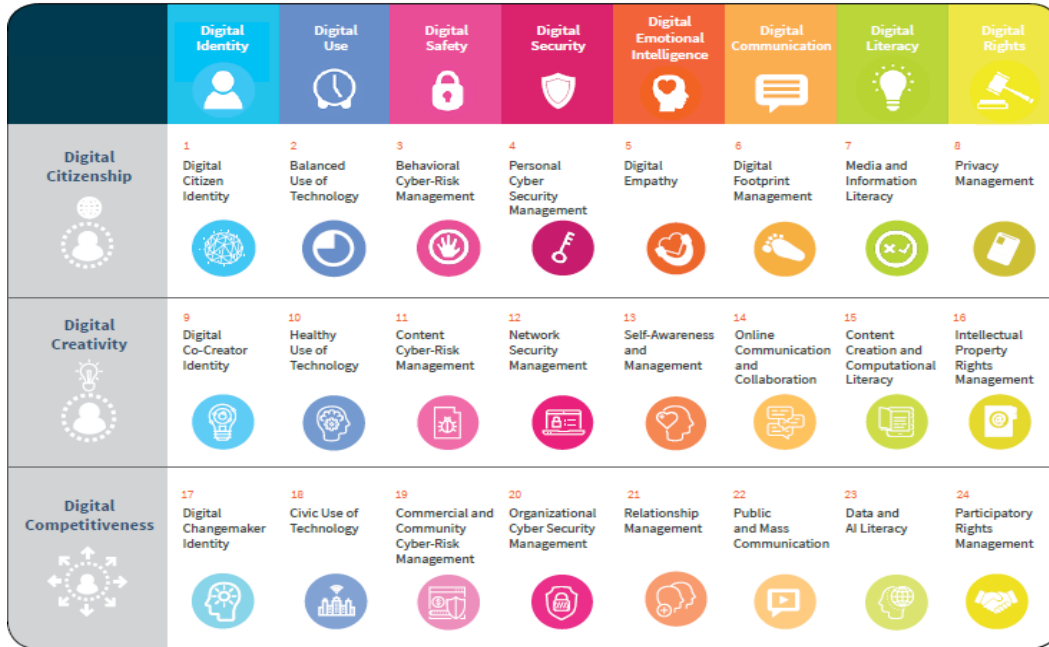 Digital
Identity
Digital
Use
Digital
Safety
Digital
Security
Digital
Emotional
Intelligence
Digital
Communication
Digital
Literacy
Digital
Rights
Digital
Citizenship
1
Digital
Citizen
Identity
2
Balanced
Use of
Technology
3
Behavioral
Cyber-Risk
Management
4
Personal
Cyber
Security
Management
5
Digital
Empathy
6
Digital
Footprint
Management
7
Media and
Information
Literacy
8
Privacy
Management
Digital
Creativity
9
Digital
Co-Creator
Identity
10
Healthy
Use of
Technology
11
Content
Cyber-Risk
Management
12
Network
Security
Management
13
Self-Awareness
and
Management
14
Online
Communication
and
Collaboration
15
Content
Creation and
Computational
Literacy
16
Intellectual
Property
Rights
Management
Digital
Competitiveness
17
Digital
Changemaker
Identity
18
Civic Use of
Technology
19
Commercial and
Community
Cyber-Risk
Management
20
Organizational
Cyber Security
Management
21
Relationship
Management
22
Public
and Mass
Communication
23
Data and
AI Literacy
24
Participatory
Rights
Management